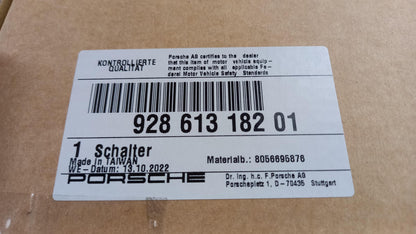 KONTROLLIERTE
QUALITÄT
Porsche AG certifies to the dealer
that this item of motor vehicle equip-
ment complies with all applicable Fe-
derel Motor Vehicle Safety Standards
928 613 182 01
1 Schalter
Made in TAIWAN
WE-Datum: 13.10.2022
Materialb.: 8056695876
PORSCHE
Dr. Ing. h.c. F.Porsche AG
Porscheplatz 1, D-70435 Stuttgart